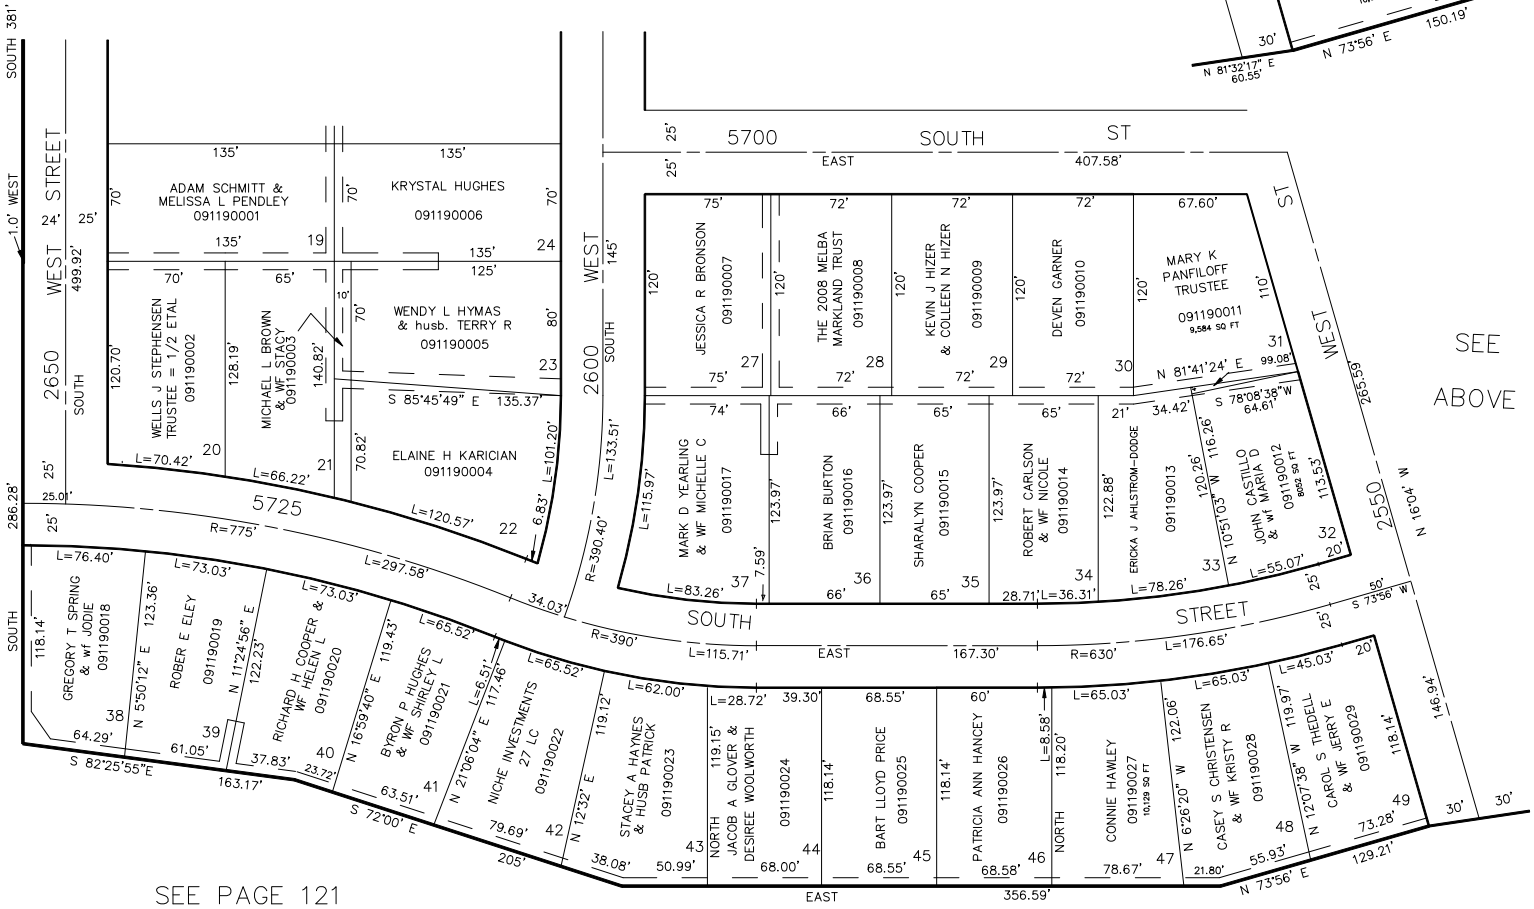 SOUTH 381'
1.0' WEST
2650 WEST STREET
24' 25'
499.92'
SOUTH
135'
ADAM SCHMITT &
MELISSA L PENDLEY
091190001
70'
135'
19
135'
KRYSTAL HUGHES
091190006
70'
70'
135'
24
125'
70'
WELLS J STEPHENSEN
TRUSTEE = 1/2 ETAL
091190002
120.70'
128.19'
20
L=70.42'
65'
MICHAEL L BROWN
& WF STACY
091190003
140.82'
21
L=66.22'
10'
70'
WENDY L HYMAS
& husb. TERRY R
091190005
80'
23
S 85°45'49" E 135.37'
70.82'
ELAINE H KARICIAN
091190004
L=101.20'
L=120.57'
22
6.83'
2600 WEST
145'
SOUTH
L=133.51'
R=390.40'
25'
5700 SOUTH ST
25'
EAST 407.58'
75'
JESSICA R BRONSON
091190007
120'
120'
27
75'
72'
THE 2008 MELBA
MARKLAND TRUST
091190008
120'
28
72'
72'
KEVIN J HIZER
& COLLEEN N HIZER
091190009
120'
29
72'
72'
DEVEN GARNER
091190010
120'
30
72'
67.60'
MARY K
PANFILOFF
TRUSTEE
091190011
9,584 SQ FT
110'
31
N 81°41'24" E 99.08'
S 78°08'38" W
64.61'
74'
MARK D YEARLING
& WF MICHELLE C
091190017
L=115.97'
123.97'
37
L=83.26'
7.59'
66'
BRIAN BURTON
091190016
123.97'
36
66'
65'
SHARALYN COOPER
091190015
123.97'
35
65'
65'
ROBERT CARLSON
& WF NICOLE
091190014
122.88'
34
28.71' L=36.31'
21' 34.42'
ERICKA J AHLSTROM-DODGE
091190013
120.26'
33
L=78.26'
N 10°51'03" W 116.26'
JOHN CASTILLO
& wf MARIA D
091190012
8052 SQ FT
113.53'
32
L=55.07'
20'
2550 WEST ST
265.59'
N 16°04' W
50'
S 73°56' W
25'
25'
146.94'
30' 30'
25'
25.01'
25'
286.28'
SOUTH
5725 SOUTH STREET
R=775'
L=297.58'
34.03'
R=390'
L=115.71'
EAST 167.30'
R=630'
L=176.65'
L=76.40'
118.14'
GREGORY T SPRING
& wf JODIE
091190018
38
64.29'
S 82°25'55"E 163.17'
N 5°50'12" E 123.36'
L=73.03'
ROBER E ELEY
091190019
39
61.05'
N 11°24'56" E
122.23'
L=73.03'
RICHARD H COOPER &
WF HELEN L
091190020
40
37.83' 23.72'
N 16°59'40" E 119.43'
L=65.52'
BYRON P HUGHES
& WF SHIRLEY L
091190021
41
63.51'
S 72°00' E 205'
L=6.51'
N 21°06'04" E 117.46'
L=65.52'
NICHE INVESTMENTS
27 LC
091190022
42
79.69'
N 12°32' E 119.12'
L=62.00'
STACEY A HAYNES
& HUSB PATRICK
091190023
43
38.08' 50.99'
NORTH 119.15'
L=28.72' 39.30'
JACOB A GLOVER &
DESIREE WOOLWORTH
091190024
44
68.00'
118.14'
68.55'
BART LLOYD PRICE
091190025
45
68.55'
118.14'
60'
PATRICIA ANN HANCEY
091190026
46
68.58'
L=8.58'
NORTH 118.20'
L=65.03'
CONNIE HAWLEY
091190027
10,129 SQ FT
47
78.67'
EAST 356.59'
N 6°26'20" W 122.06'
L=65.03'
CASEY S CHRISTENSEN
& WF KRISTY R
091190028
48
21.80' 55.93'
N 12°07'38" W 119.97'
L=45.03' 20'
CAROL S THEDELL
& WF JERRY E
091190029
118.14'
49
73.28'
N 73°56' E 129.21'
30'
N 81°32'17" E
60.55'
N 73°56' E 150.19'
SEE
ABOVE
SEE PAGE 121